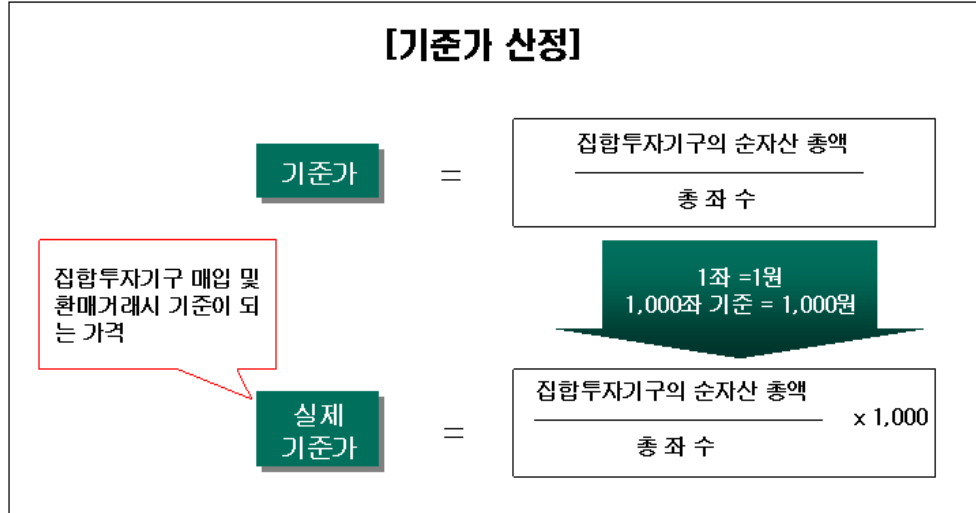 [기준가 산정]
기준가
=
집합투자기구의 순자산 총액
총 좌 수
집합투자기구 매입 및
환매거래시 기준이 되
는 가격
1좌 =1원
1,000좌 기준 = 1,000원
실제
기준가
=
집합투자기구의 순자산 총액
총 좌 수
x 1,000